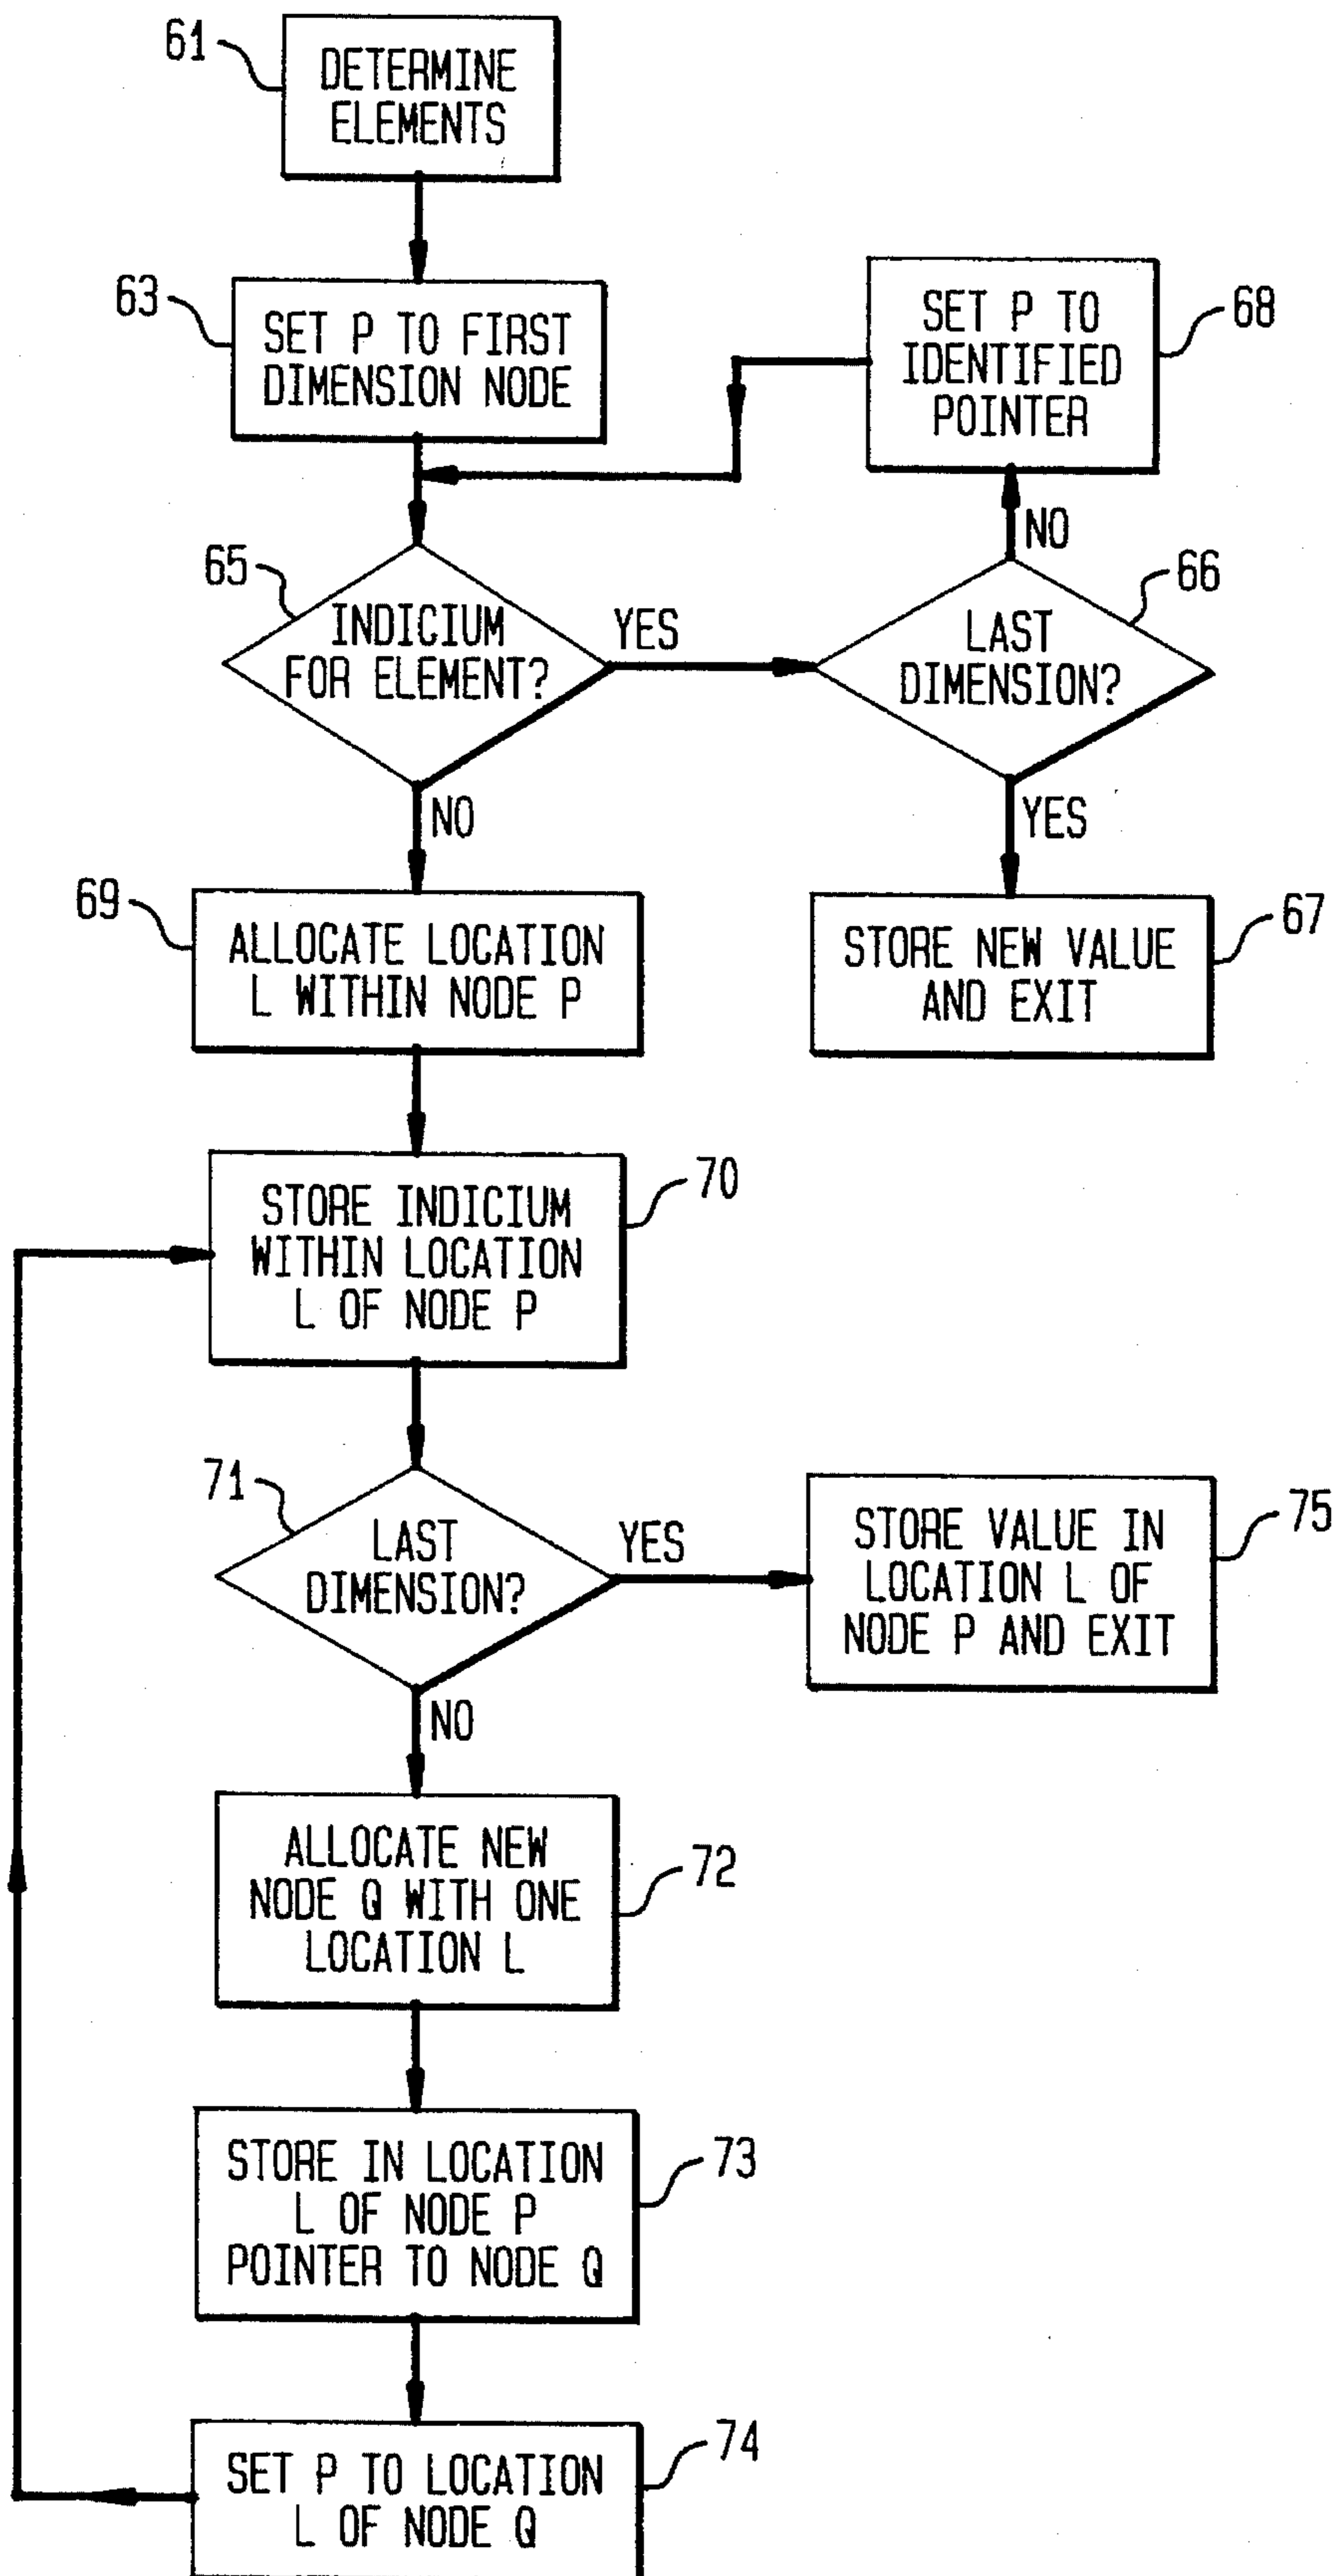 61
DETERMINE
ELEMENTS
63
SET P TO FIRST
DIMENSION NODE
68
SET P TO
IDENTIFIED
POINTER
NO
65
INDICIUM
FOR ELEMENT?
YES
66
LAST
DIMENSION?
NO
YES
69
ALLOCATE LOCATION
L WITHIN NODE P
67
STORE NEW VALUE
AND EXIT
70
STORE INDICIUM
WITHIN LOCATION
L OF NODE P
71
LAST
DIMENSION?
YES
75
STORE VALUE IN
LOCATION L OF
NODE P AND EXIT
NO
72
ALLOCATE NEW
NODE Q WITH ONE
LOCATION L
73
STORE IN LOCATION
L OF NODE P
POINTER TO NODE Q
74
SET P TO LOCATION
L OF NODE Q